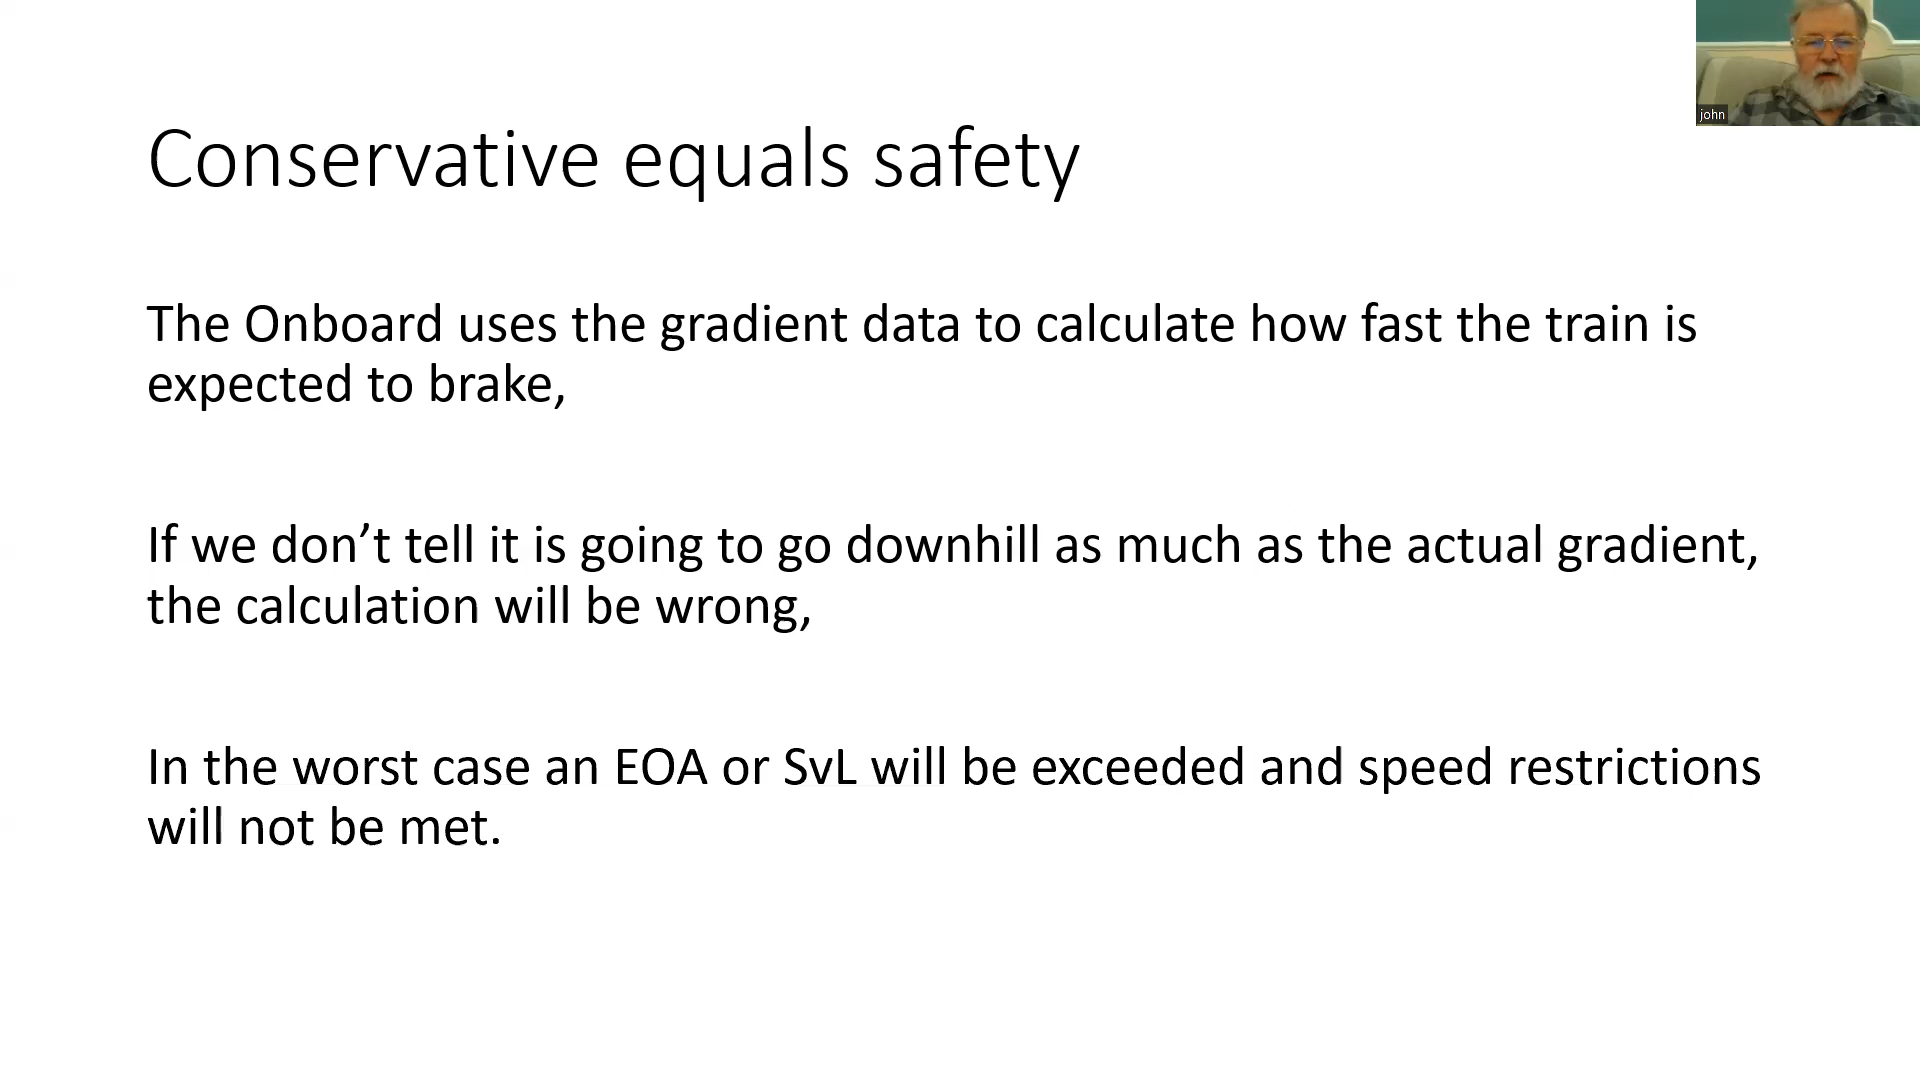 john
Conservative equals safety
The Onboard uses the gradient data to calculate how fast the train is
expected to brake,
If we don’t tell it is going to go downhill as much as the actual gradient,
the calculation will be wrong,
In the worst case an EOA or SvL will be exceeded and speed restrictions
will not be met.